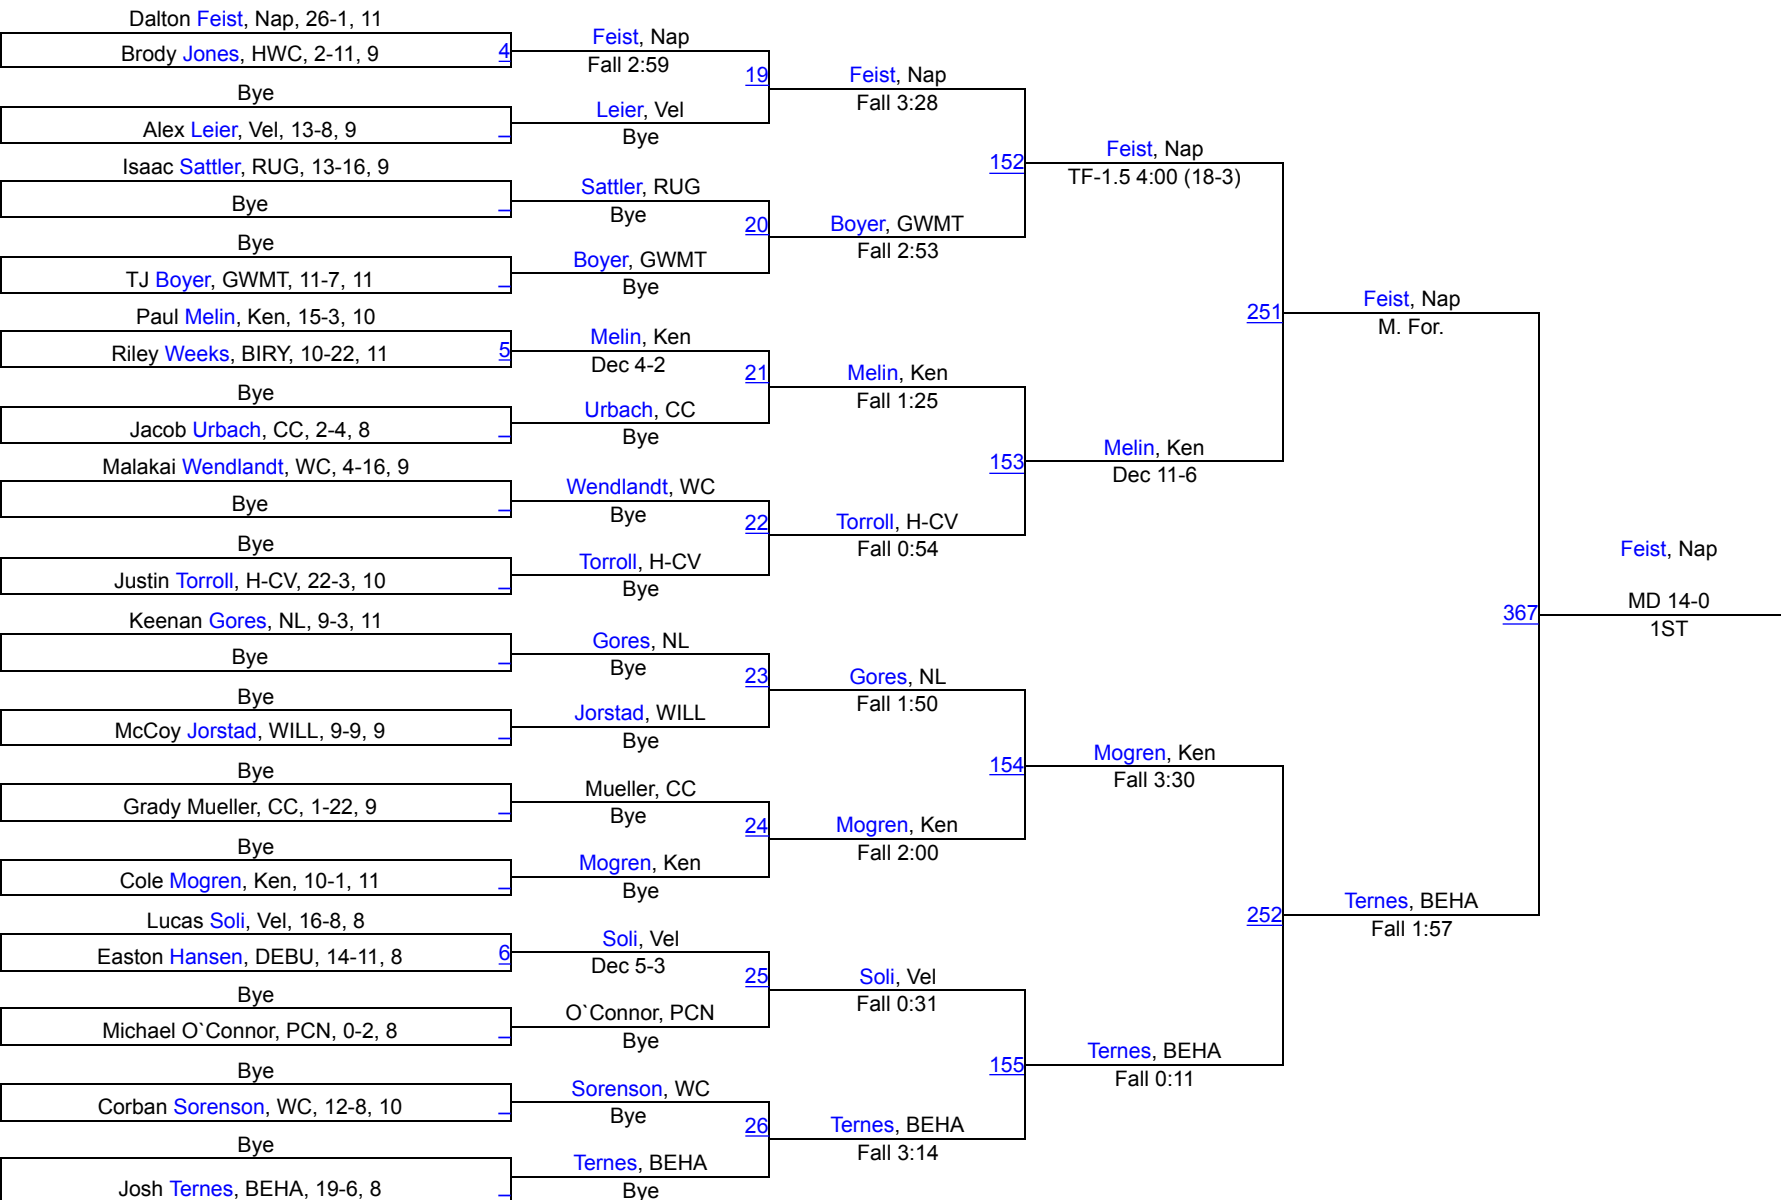 Dalton Feist, Nap, 26-1, 11
Brody Jones, HWC, 2-11, 9
4
Bye
Alex Leier, Vel, 13-8, 9
Isaac Sattler, RUG, 13-16, 9
Bye
Bye
TJ Boyer, GWMT, 11-7, 11
Paul Melin, Ken, 15-3, 10
Riley Weeks, BIRY, 10-22, 11
5
Bye
Jacob Urbach, CC, 2-4, 8
Malakai Wendlandt, WC, 4-16, 9
Bye
Bye
Justin Torroll, H-CV, 22-3, 10
Keenan Gores, NL, 9-3, 11
Bye
Bye
McCoy Jorstad, WILL, 9-9, 9
Bye
Grady Mueller, CC, 1-22, 9
Bye
Cole Mogren, Ken, 10-1, 11
Lucas Soli, Vel, 16-8, 8
Easton Hansen, DEBU, 14-11, 8
6
Bye
Michael O`Connor, PCN, 0-2, 8
Bye
Corban Sorenson, WC, 12-8, 10
Bye
Josh Ternes, BEHA, 19-6, 8
Feist, Nap
Fall 2:59
19
Leier, Vel
Bye
Sattler, RUG
Bye
20
Boyer, GWMT
Bye
Melin, Ken
Dec 4-2
21
Urbach, CC
Bye
Wendlandt, WC
Bye
22
Torroll, H-CV
Bye
Gores, NL
Bye
23
Jorstad, WILL
Bye
Mueller, CC
Bye
24
Mogren, Ken
Bye
Soli, Vel
Dec 5-3
25
O`Connor, PCN
Bye
Sorenson, WC
Bye
26
Ternes, BEHA
Bye
Feist, Nap
Fall 3:28
152
Boyer, GWMT
Fall 2:53
Melin, Ken
Fall 1:25
153
Torroll, H-CV
Fall 0:54
Gores, NL
Fall 1:50
154
Mogren, Ken
Fall 2:00
Soli, Vel
Fall 0:31
155
Ternes, BEHA
Fall 3:14
Feist, Nap
TF-1.5 4:00 (18-3)
251
Melin, Ken
Dec 11-6
Mogren, Ken
Fall 3:30
252
Ternes, BEHA
Fall 0:11
Feist, Nap
M. For.
367
Ternes, BEHA
Fall 1:57
Feist, Nap
MD 14-0
1ST